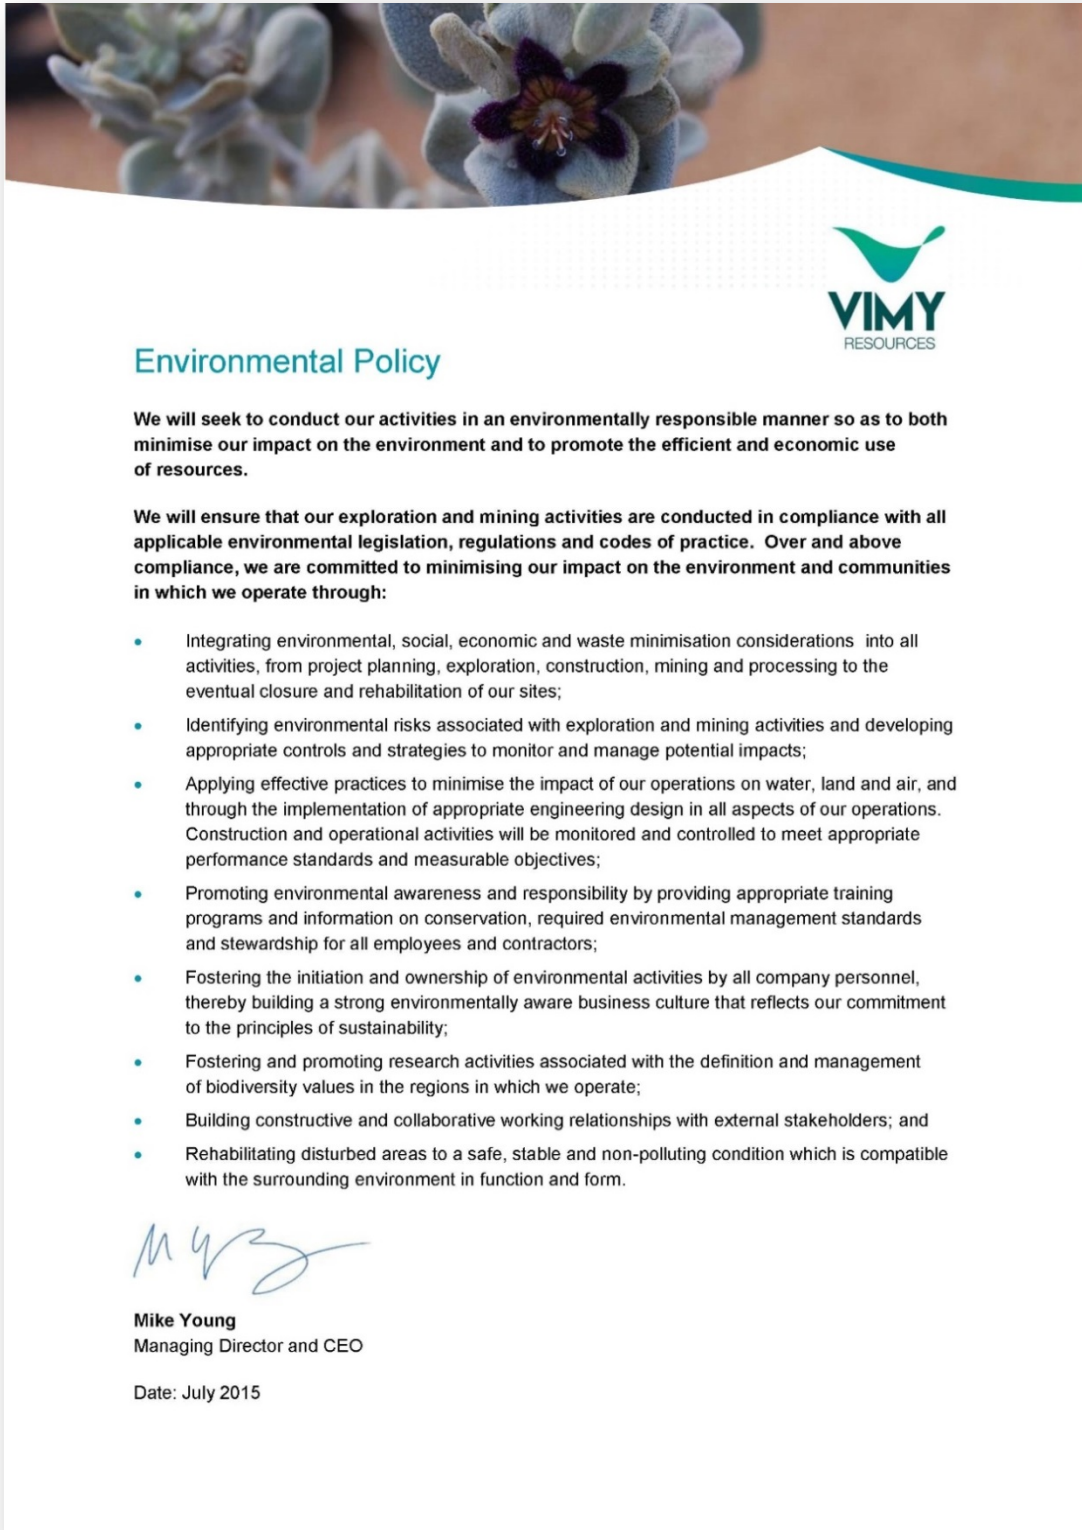 VIMY
RESOURCES
Environmental Policy
We will seek to conduct our activities in an environmentally responsible manner so as to both
minimise our impact on the environment and to promote the efficient and economic use
of resources.
We will ensure that our exploration and mining activities are conducted in compliance with all
applicable environmental legislation, regulations and codes of practice.  Over and above
compliance, we are committed to minimising our impact on the environment and communities
in which we operate through:
• Integrating environmental, social, economic and waste minimisation considerations  into all
activities, from project planning, exploration, construction, mining and processing to the
eventual closure and rehabilitation of our sites;
• Identifying environmental risks associated with exploration and mining activities and developing
appropriate controls and strategies to monitor and manage potential impacts;
• Applying effective practices to minimise the impact of our operations on water, land and air, and
through the implementation of appropriate engineering design in all aspects of our operations.
Construction and operational activities will be monitored and controlled to meet appropriate
performance standards and measurable objectives;
• Promoting environmental awareness and responsibility by providing appropriate training
programs and information on conservation, required environmental management standards
and stewardship for all employees and contractors;
• Fostering the initiation and ownership of environmental activities by all company personnel,
thereby building a strong environmentally aware business culture that reflects our commitment
to the principles of sustainability;
• Fostering and promoting research activities associated with the definition and management
of biodiversity values in the regions in which we operate;
• Building constructive and collaborative working relationships with external stakeholders; and
• Rehabilitating disturbed areas to a safe, stable and non-polluting condition which is compatible
with the surrounding environment in function and form.
Mike Young
Managing Director and CEO
Date: July 2015